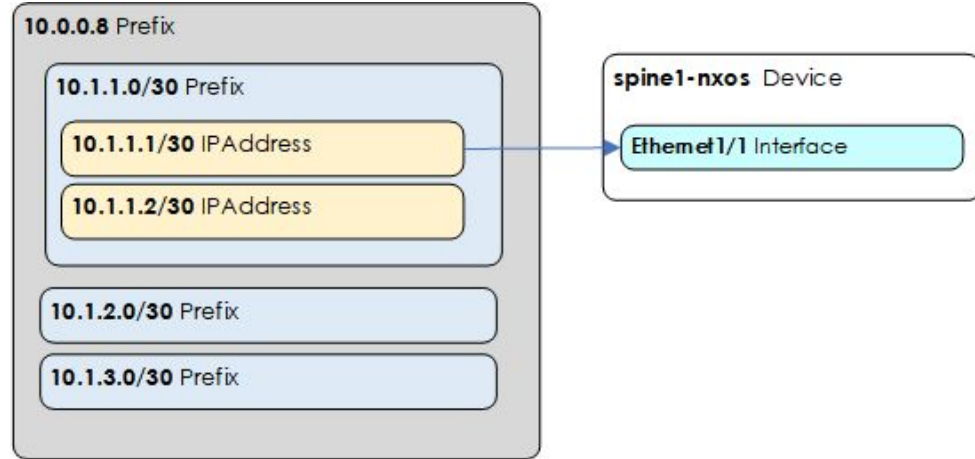 10.0.0.8 Prefix
10.1.1.0/30 Prefix
10.1.1.1/30 IPAddress
10.1.1.2/30 IPAddress
10.1.2.0/30 Prefix
10.1.3.0/30 Prefix
spine1-nxos Device
Ethernet1/1 Interface